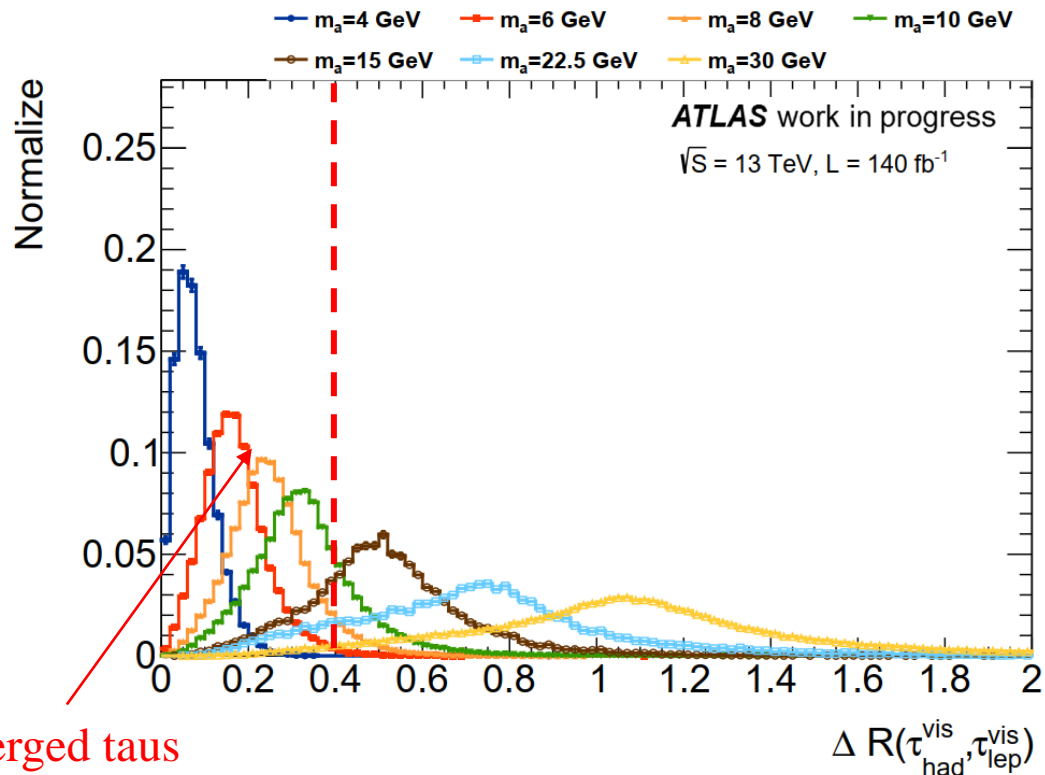 mₐ=4 GeV mₐ=6 GeV mₐ=8 GeV mₐ=10 GeV
mₐ=15 GeV mₐ=22.5 GeV mₐ=30 GeV
ATLAS work in progress
√S = 13 TeV, L = 140 fb⁻¹
Normalize
0.25
0.2
0.15
0.1
0.05
0
0 0.2 0.4 0.6 0.8 1 1.2 1.4 1.6 1.8 2
erged taus
Δ R(τ_had^vis,τ_lep^vis)